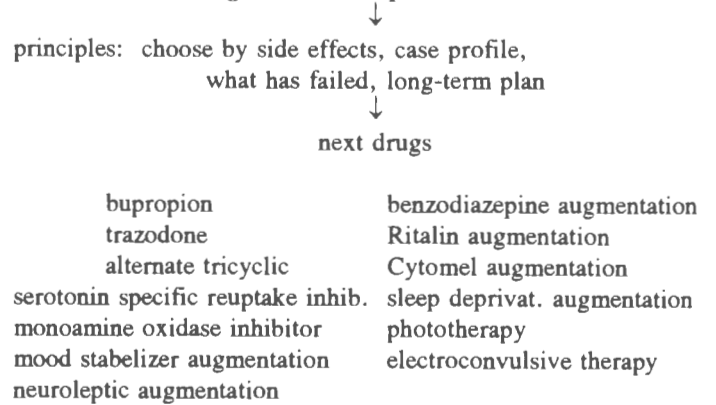 principles: choose by side effects, case profile,
what has failed, long-term plan
next drugs
bupropion
trazodone
alternate tricyclic
serotonin specific reuptake inhib.
monoamine oxidase inhibitor
mood stabelizer augmentation
neuroleptic augmentation
benzodiazepine augmentation
Ritalin augmentation
Cytomel augmentation
sleep deprivat. augmentation
phototherapy
electroconvulsive therapy